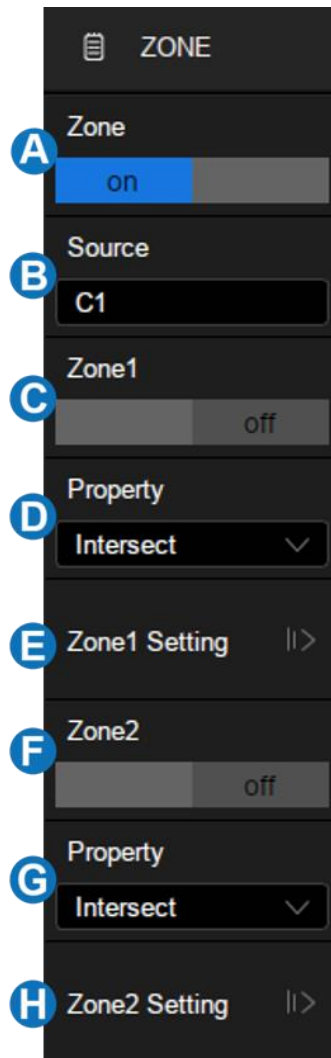 ZONE
A
Zone
on
B
Source
C1
C
Zone1
off
D
Property
Intersect
E
Zone1 Setting
F
Zone2
off
G
Property
Intersect
H
Zone2 Setting